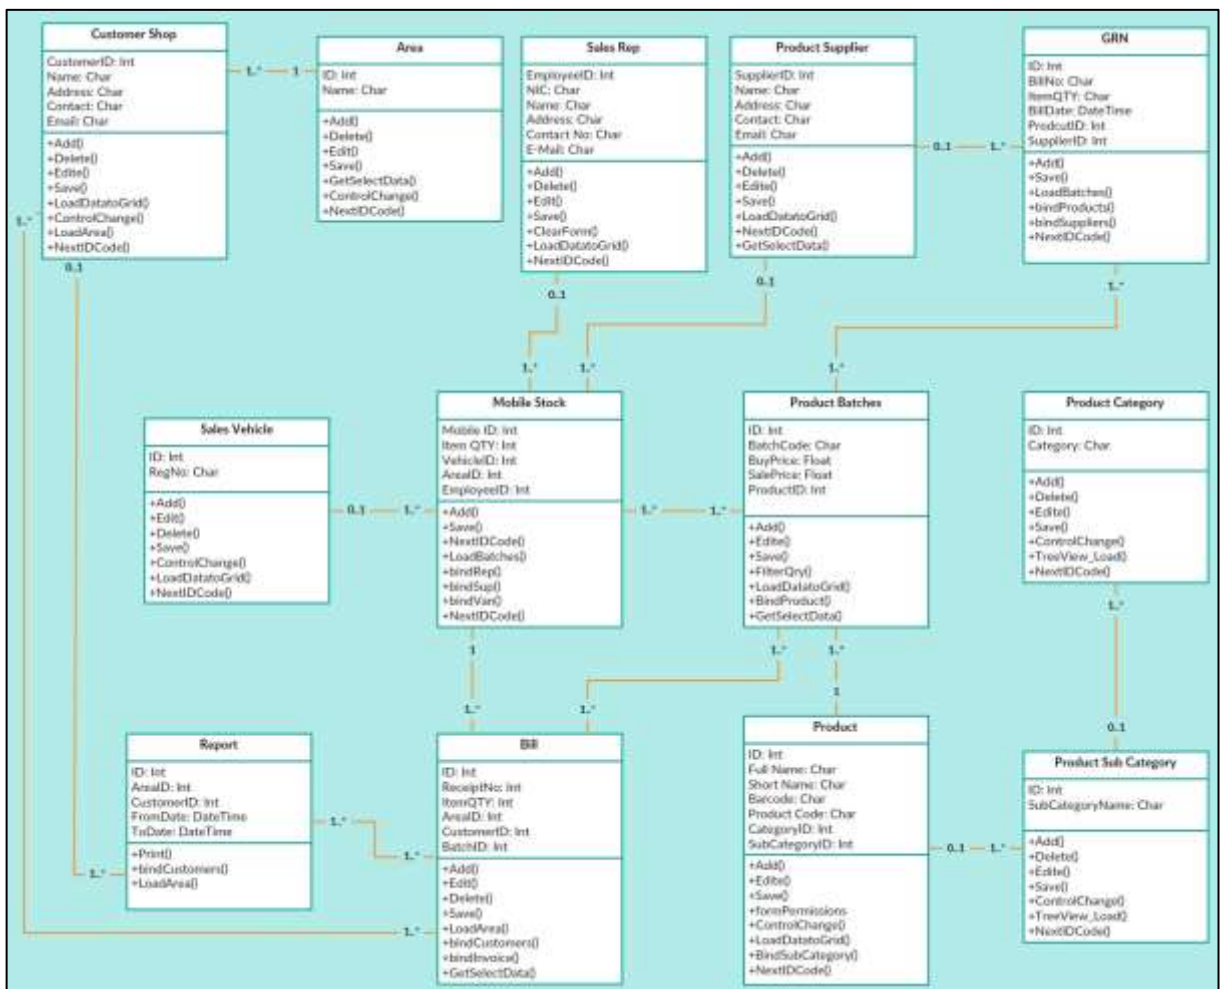 Customer Shop
CustomerID: Int
Name: Char
Address: Char
Contact: Char
Email: Char
+Add()
+Delete()
+Edite()
+Save()
+LoadDatatoGrid()
+ControlChange()
+LoadArea()
+NextIDCode()
1..*
1
Area
ID: Int
Name: Char
+Add()
+Delete()
+Edit()
+Save()
+GetSelectData()
+ControlChange()
+NextIDCode()
Sales Rep
EmployeeID: Int
NIC: Char
Name: Char
Address: Char
Contact No: Char
E-Mail: Char
+Add()
+Delete()
+Edit()
+Save()
+ClearForm()
+LoadDatatoGrid()
+NextIDCode()
Product Supplier
SupplierID: Int
Name: Char
Address: Char
Contact: Char
Email: Char
+Add()
+Delete()
+Edite()
+Save()
+LoadDatatoGrid()
+NextIDCode()
+GetSelectData()
0..1
1..*
GRN
ID: Int
BillNo: Char
ItemQTY: Char
BillDate: DateTime
ProdcutID: Int
SupplierID: Int
+Add()
+Save()
+LoadBatches()
+bindProducts()
+bindSuppliers()
+NextIDCode()
1..*
0..1
0..1
0..1
1..*
1..*
1..*
1..*
Sales Vehicle
ID: Int
RegNo: Char
+Add()
+Edit()
+Delete()
+Save()
+ControlChange()
+LoadDatatoGrid()
+NextIDCode()
0..1
1..*
Mobile Stock
Mobile ID: Int
Item QTY: Int
VehicleID: Int
AreaID: Int
EmployeeID: Int
+Add()
+Save()
+NextIDCode()
+LoadBatches()
+bindRep()
+bindSup()
+bindVan()
+NextIDCode()
1..*
1..*
Product Batches
ID: Int
BatchCode: Char
BuyPrice: Float
SalePrice: Float
ProductID: Int
+Add()
+Edite()
+Save()
+FilterQry()
+LoadDatatoGrid()
+BindProduct()
+GetSelectData()
Product Category
ID: Int
Category: Char
+Add()
+Delete()
+Edite()
+Save()
+ControlChange()
+TreeView_Load()
+NextIDCode()
1
1..*
1..*
1..*
1..*
1..*
1
0..1
Report
ID: Int
AreaID: Int
CustomerID: Int
FromDate: DateTime
ToDate: DateTime
+Print()
+bindCustomers()
+LoadArea()
1..*
1..*
1..*
1..*
Bill
ID: Int
ReceiptNo: Int
ItemQTY: Int
AreaID: Int
CustomerID: Int
BatchID: Int
+Add()
+Edit()
+Delete()
+Save()
+LoadArea()
+bindCustomers()
+bindInvoice()
+GetSelectData()
Product
ID: Int
Full Name: Char
Short Name: Char
Barcode: Char
Product Code: Char
CategoryID: Int
SubCategoryID: Int
+Add()
+Edite()
+Save()
+formPermissions
+ControlChange()
+LoadDatatoGrid()
+BindSubCategory()
+NextIDCode()
0..1
1..*
Product Sub Category
ID: Int
SubCategoryName: Char
+Add()
+Delete()
+Edite()
+Save()
+ControlChange()
+TreeView_Load()
+NextIDCode()